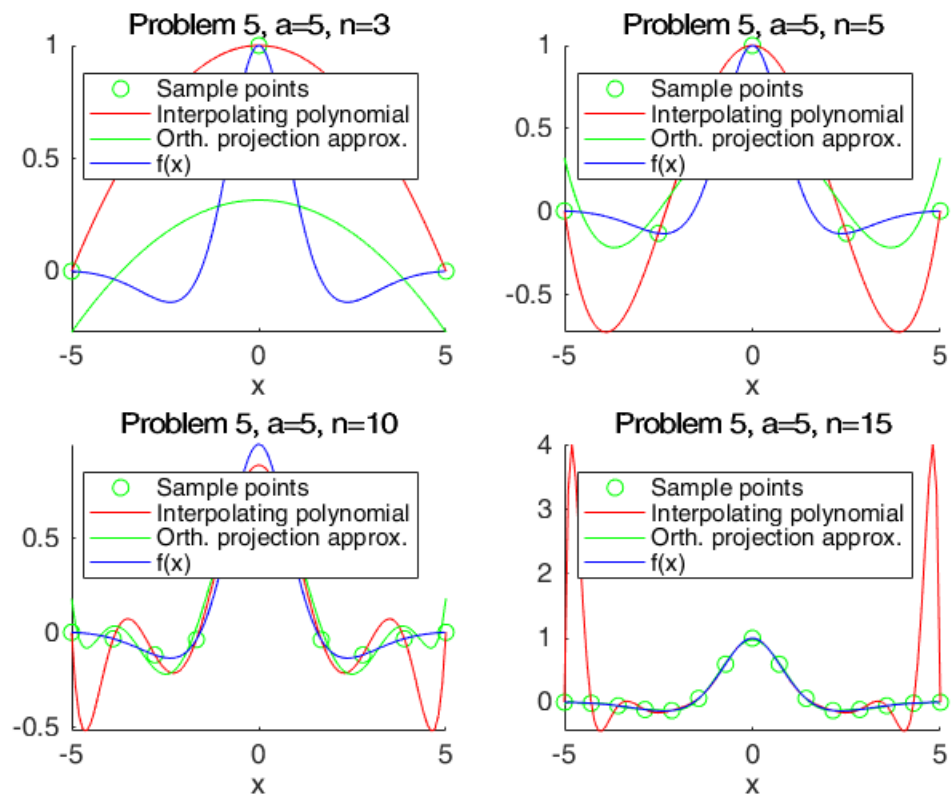 Problem 5, a=5, n=3
1
Sample points
Interpolating polynomial
Orth. projection approx.
f(x)
0.5
0
-5
0
5
x
Problem 5, a=5, n=5
1
Sample points
Interpolating polynomial
Orth. projection approx.
f(x)
0.5
0
-0.5
-5
0
5
x
Problem 5, a=5, n=10
Sample points
Interpolating polynomial
Orth. projection approx.
f(x)
0.5
0
-0.5
-5
0
5
x
Problem 5, a=5, n=15
4
Sample points
Interpolating polynomial
Orth. projection approx.
f(x)
3
2
1
0
-5
0
5
x